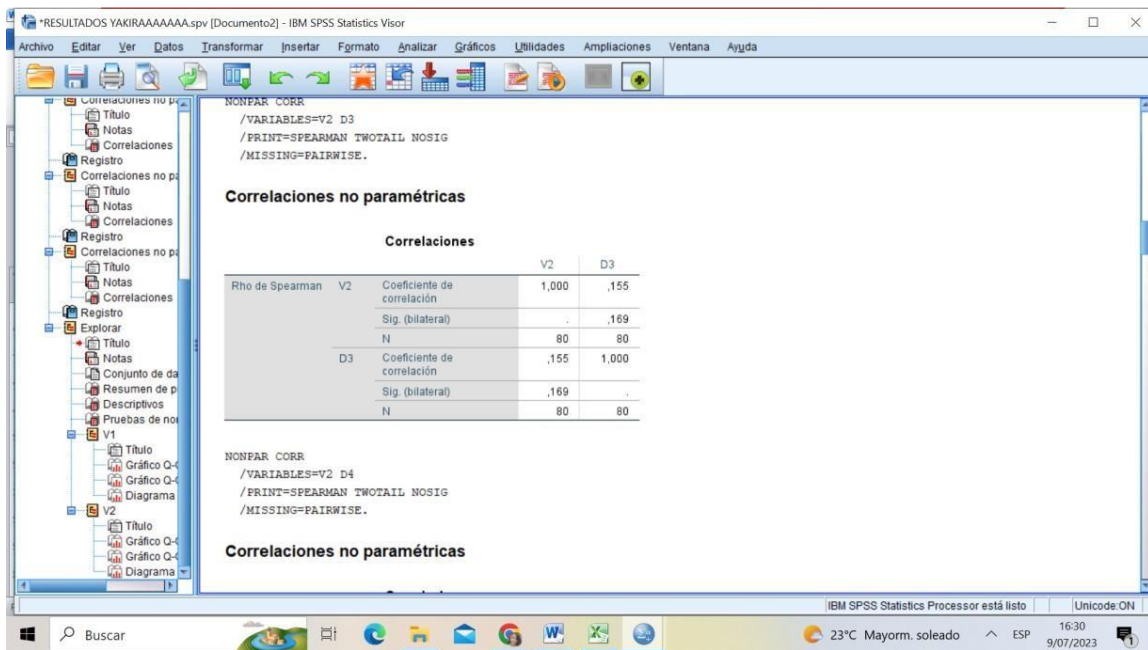 *RESULTADOS YAKIRAAAAAAA.spv [Documento2] - IBM SPSS Statistics Visor
Archivo Editar Ver Datos Transformar Insertar Formato Analizar Gráficos Utilidades Ampliaciones Ventana Ayuda
Correlaciones no pa
Título
Notas
Correlaciones
Registro
Correlaciones no pa
Título
Notas
Correlaciones
Registro
Correlaciones no pa
Título
Notas
Correlaciones
Registro
Explorar
Título
Notas
Conjunto de da
Resumen de p
Descriptivos
Pruebas de nor
V1
Título
Gráfico Q-
Gráfico Q-
Diagrama
V2
Título
Gráfico Q-
Gráfico Q-
Diagrama
NONPAR CORR
/VARIABLES=V2 D3
/PRINT=SPEARMAN TWOTAIL NOSIG
/MISSING=PAIRWISE.
Correlaciones no paramétricas
Correlaciones
V2 D3
Rho de Spearman V2 Coeficiente de correlación 1,000 ,155
Sig. (bilateral) . ,169
N 80 80
D3 Coeficiente de correlación ,155 1,000
Sig. (bilateral) ,169 .
N 80 80
NONPAR CORR
/VARIABLES=V2 D4
/PRINT=SPEARMAN TWOTAIL NOSIG
/MISSING=PAIRWISE.
Correlaciones no paramétricas
IBM SPSS Statistics Processor está listo Unicode:ON
Buscar 23°C Mayorm. soleado ESP 16:30
9/07/2023